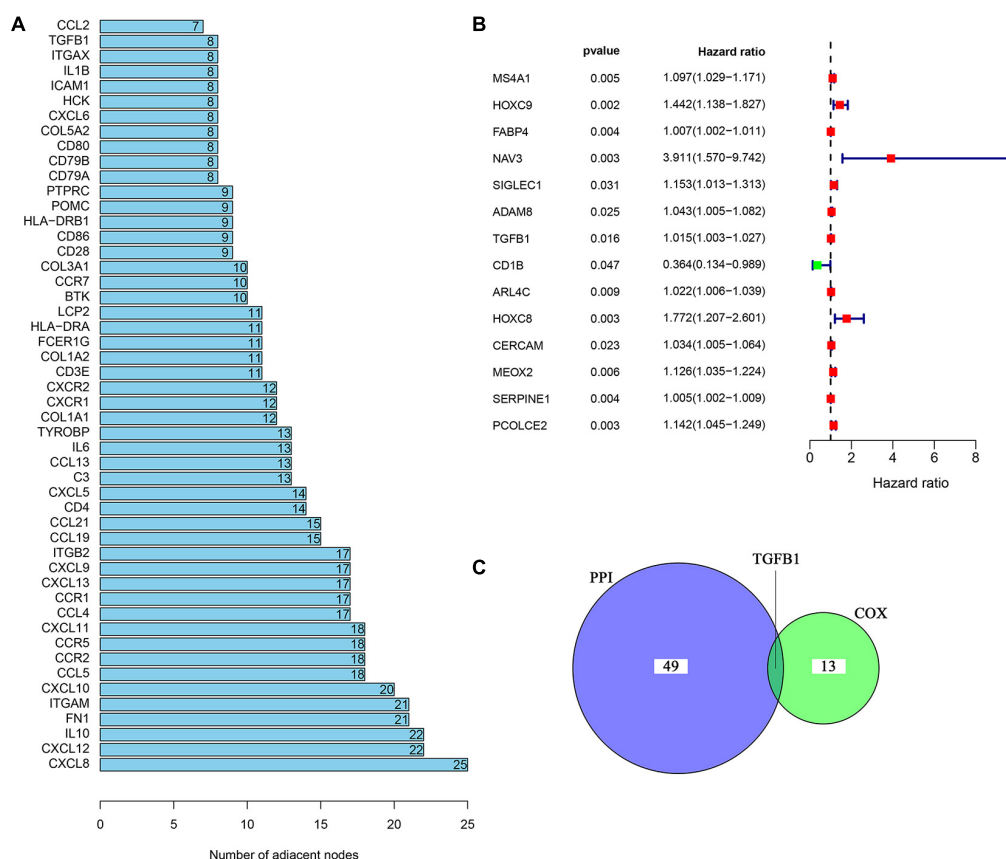 A
CCL2 7
TGFB1 8
ITGAX 8
IL1B 8
ICAM1 8
HCK 8
CXCL6 8
COL5A2 8
CD80 8
CD79B 8
CD79A 8
PTPRC 9
POMC 9
HLA−DRB1 9
CD86 9
CD28 9
COL3A1 10
CCR7 10
BTK 10
LCP2 11
HLA−DRA 11
FCER1G 11
COL1A2 11
CD3E 11
CXCR2 12
CXCR1 12
COL1A1 12
TYROBP 13
IL6 13
CCL13 13
C3 13
CXCL5 14
CD4 14
CCL21 15
CCL19 15
ITGB2 17
CXCL9 17
CXCL13 17
CCR1 17
CCL4 17
CXCL11 18
CCR5 18
CCR2 18
CCL5 18
CXCL10 20
ITGAM 21
FN1 21
IL10 22
CXCL12 22
CXCL8 25
0 5 10 15 20 25
Number of adjacent nodes
B
pvalue Hazard ratio
MS4A1 0.005 1.097(1.029−1.171)
HOXC9 0.002 1.442(1.138−1.827)
FABP4 0.004 1.007(1.002−1.011)
NAV3 0.003 3.911(1.570−9.742)
SIGLEC1 0.031 1.153(1.013−1.313)
ADAM8 0.025 1.043(1.005−1.082)
TGFB1 0.016 1.015(1.003−1.027)
CD1B 0.047 0.364(0.134−0.989)
ARL4C 0.009 1.022(1.006−1.039)
HOXC8 0.003 1.772(1.207−2.601)
CERCAM 0.023 1.034(1.005−1.064)
MEOX2 0.006 1.126(1.035−1.224)
SERPINE1 0.004 1.005(1.002−1.009)
PCOLCE2 0.003 1.142(1.045−1.249)
0 2 4 6 8
Hazard ratio
C
TGFB1
PPI
COX
49 13